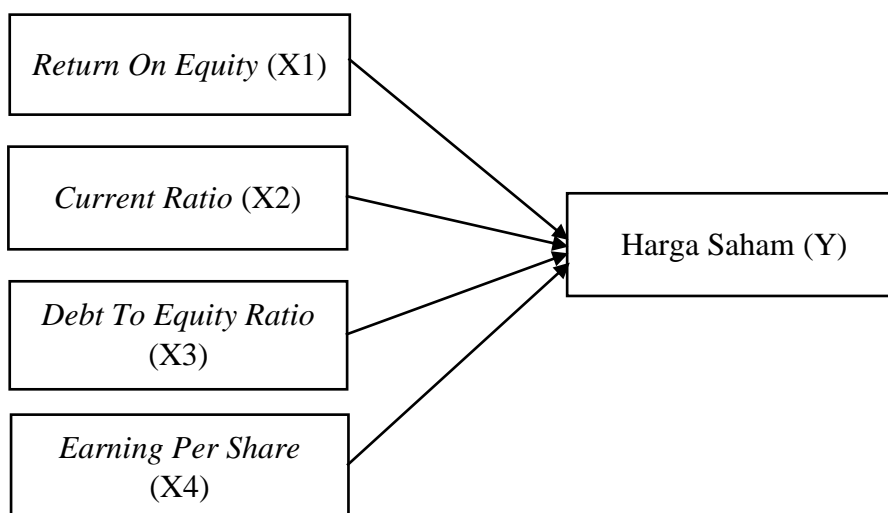 Return On Equity (X1)
Current Ratio (X2)
Harga Saham (Y)
Debt To Equity Ratio
(X3)
Earning Per Share
(X4)